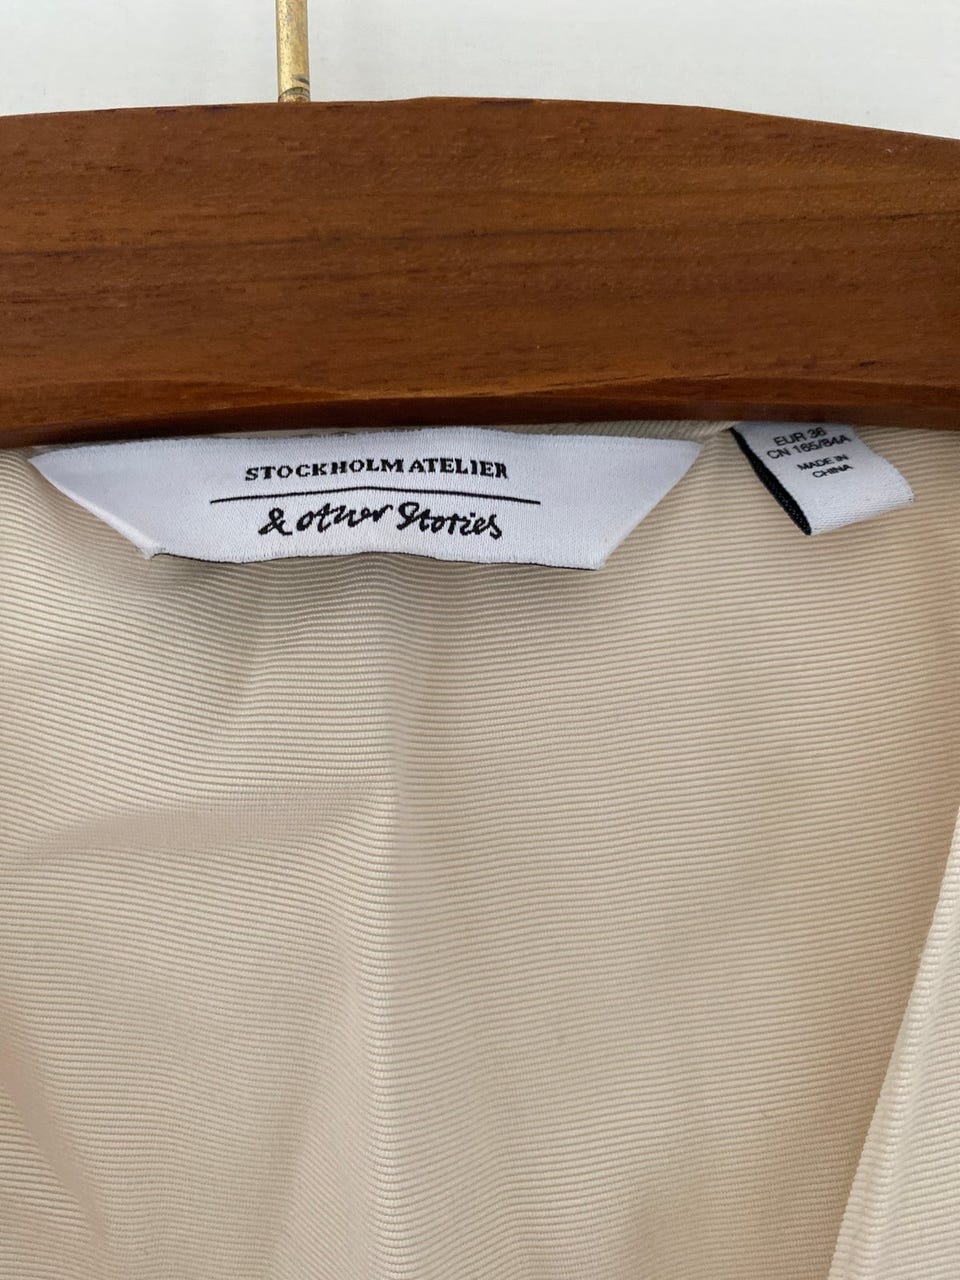 STOCKHOLM ATELIER
& other Stories
EUR 36
CN 165/84A
MADE IN
CHINA